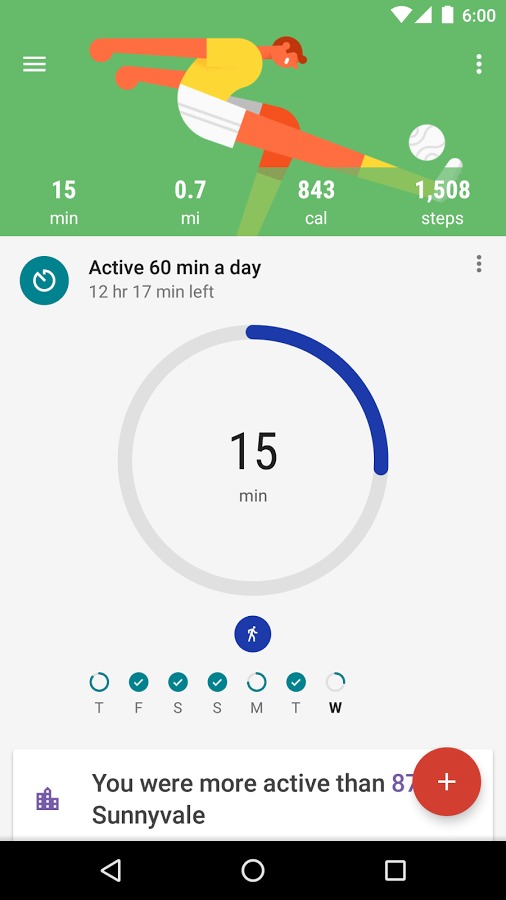 6:00
15 0.7 843 1,508
min mi cal steps
Active 60 min a day
12 hr 17 min left
15
min
T F S S M T W
You were more active than 87
Sunnyvale